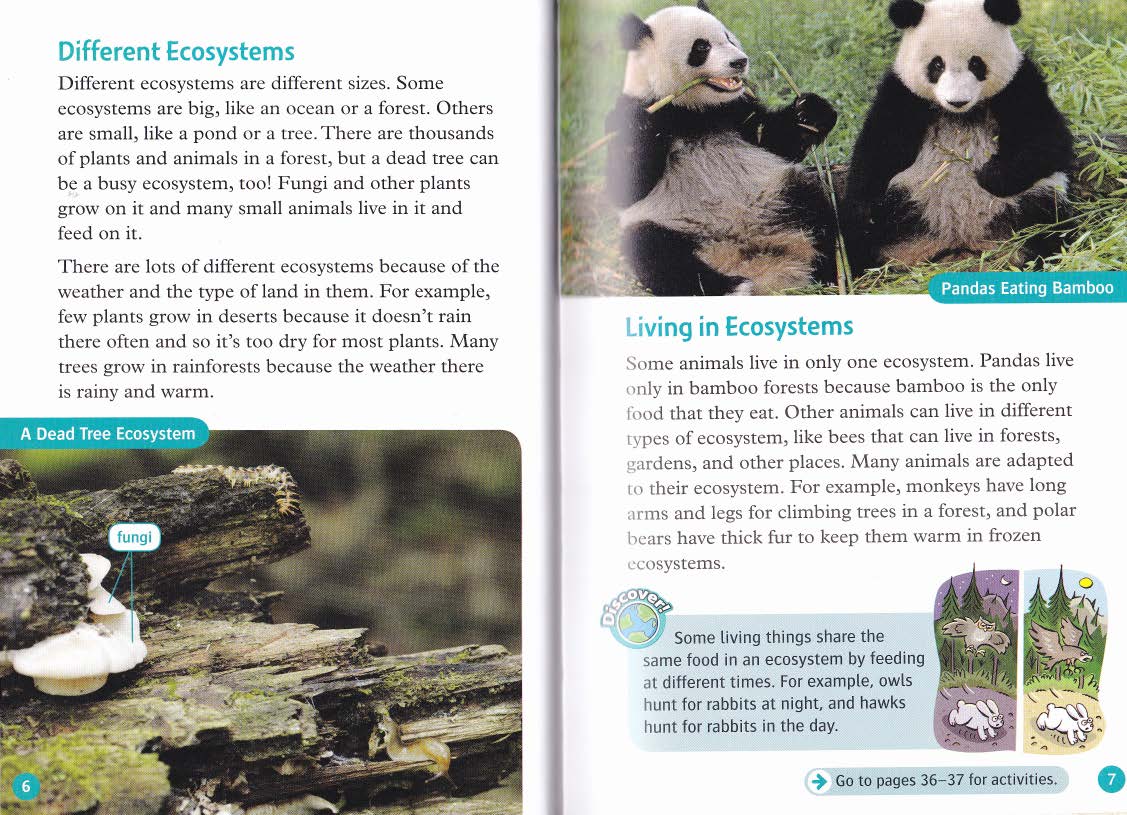 Different Ecosystems
Different ecosystems are different sizes. Some
ecosystems are big, like an ocean or a forest. Others
are small, like a pond or a tree. There are thousands
of plants and animals in a forest, but a dead tree can
be a busy ecosystem, too! Fungi and other plants
grow on it and many small animals live in it and
feed on it.
There are lots of different ecosystems because of the
weather and the type of land in them. For example,
few plants grow in deserts because it doesn't rain
there often and so it's too dry for most plants. Many
trees grow in rainforests because the weather there
is rainy and warm.
A Dead Tree Ecosystem
fungi
6
Pandas Eating Bamboo
Living in Ecosystems
Some animals live in only one ecosystem. Pandas live
only in bamboo forests because bamboo is the only
food that they eat. Other animals can live in different
types of ecosystem, like bees that can live in forests,
gardens, and other places. Many animals are adapted
to their ecosystem. For example, monkeys have long
arms and legs for climbing trees in a forest, and polar
bears have thick fur to keep them warm in frozen
ecosystems.
Discover!
Some living things share the
same food in an ecosystem by feeding
at different times. For example, owls
hunt for rabbits at night, and hawks
hunt for rabbits in the day.
Go to pages 36–37 for activities.
7